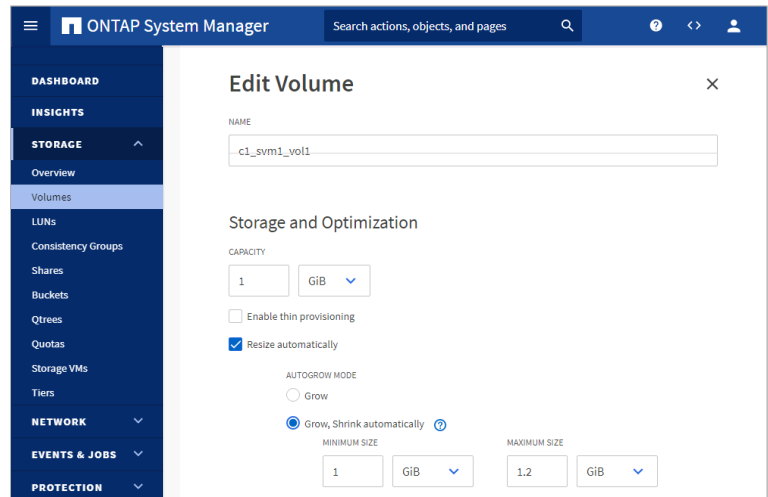 ONTAP System Manager
Search actions, objects, and pages
DASHBOARD
INSIGHTS
STORAGE
Overview
Volumes
LUNs
Consistency Groups
Shares
Buckets
Qtrees
Quotas
Storage VMs
Tiers
NETWORK
EVENTS & JOBS
PROTECTION
Edit Volume
NAME
c1_svm1_vol1
Storage and Optimization
CAPACITY
1 GiB
Enable thin provisioning
Resize automatically
AUTOGROW MODE
Grow
Grow, Shrink automatically
MINIMUM SIZE MAXIMUM SIZE
1 GiB 1.2 GiB